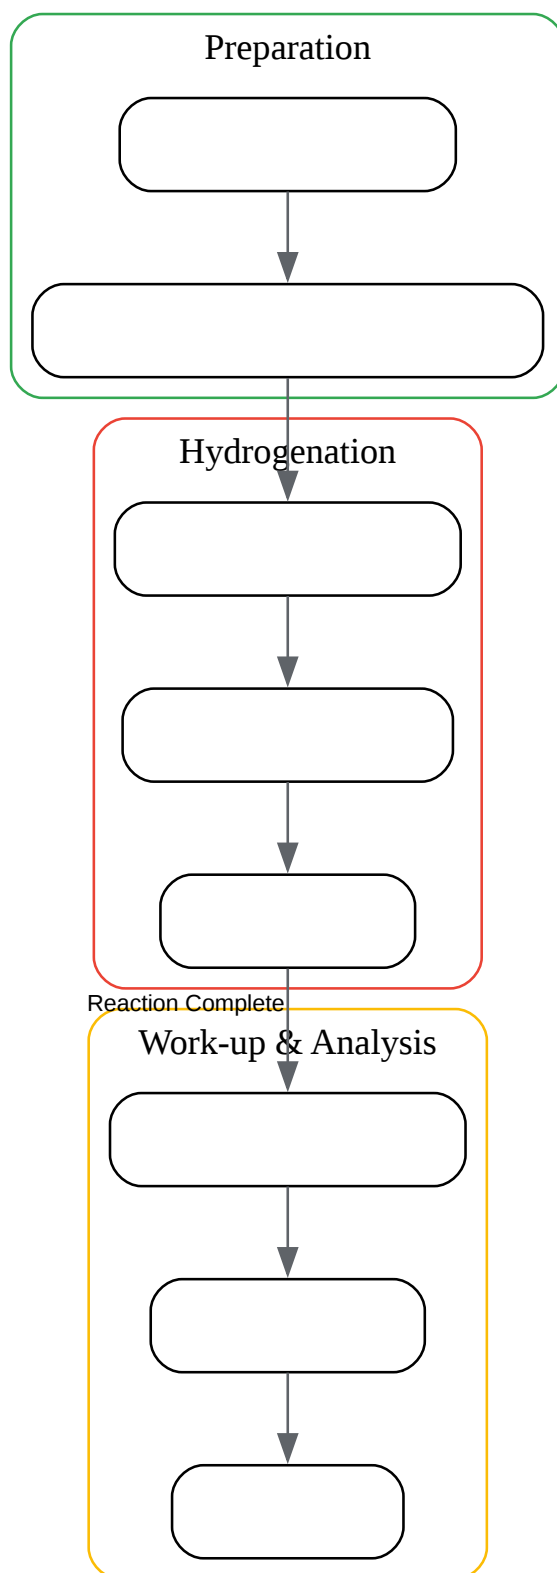 Preparation
Hydrogenation
Reaction Complete
Work-up & Analysis